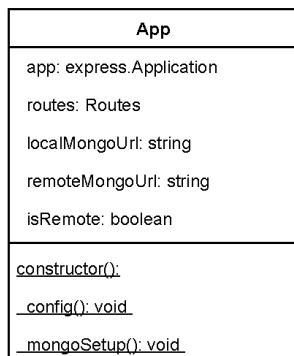 App
app: express.Application
routes: Routes
localMongoUrl: string
remoteMongoUrl: string
isRemote: boolean
constructor():
config(): void
mongoSetup(): void